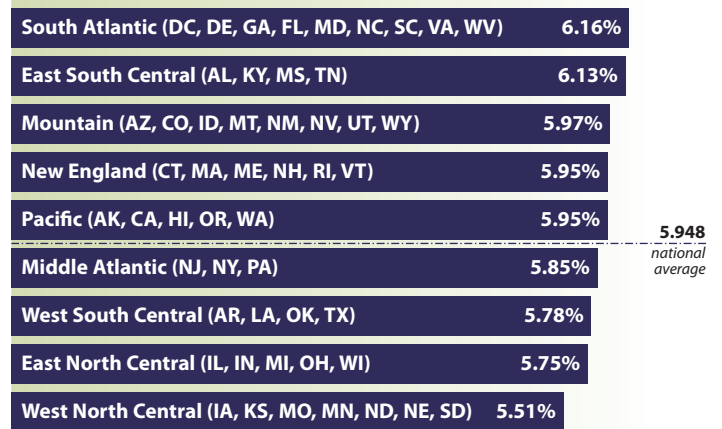 South Atlantic (DC, DE, GA, FL, MD, NC, SC, VA, WV) 6.16%
East South Central (AL, KY, MS, TN) 6.13%
Mountain (AZ, CO, ID, MT, NM, NV, UT, WY) 5.97%
New England (CT, MA, ME, NH, RI, VT) 5.95%
Pacific (AK, CA, HI, OR, WA) 5.95%
5.948
national
average
Middle Atlantic (NJ, NY, PA) 5.85%
West South Central (AR, LA, OK, TX) 5.78%
East North Central (IL, IN, MI, OH, WI) 5.75%
West North Central (IA, KS, MO, MN, ND, NE, SD) 5.51%